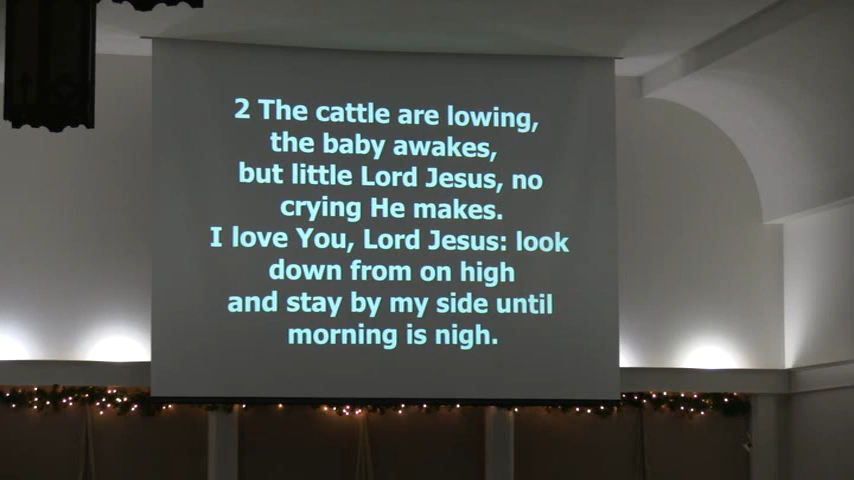 2 The cattle are lowing,
the baby awakes,
but little Lord Jesus, no
crying He makes.
I love You, Lord Jesus: look
down from on high
and stay by my side until
morning is nigh.